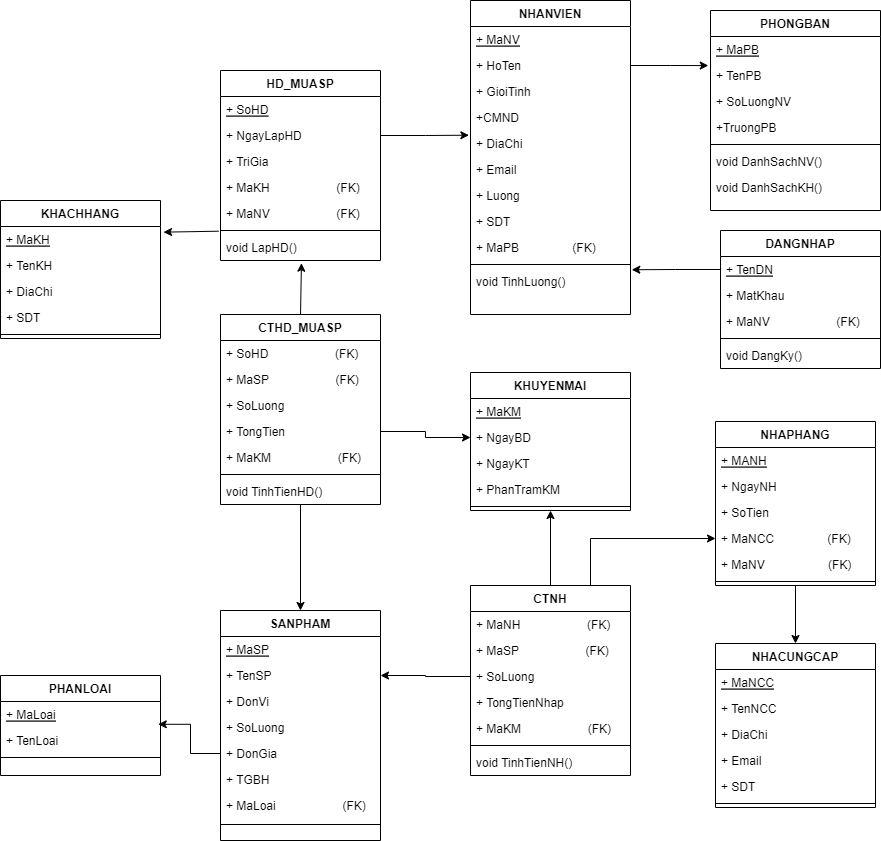 NHANVIEN
+ MaNV
+ HoTen
+ GioiTinh
+CMND
+ DiaChi
+ Email
+ Luong
+ SDT
+ MaPB (FK)
void TinhLuong()
PHONGBAN
+ MaPB
+ TenPB
+ SoLuongNV
+TruongPB
void DanhSachNV()
void DanhSachKH()
HD_MUASP
+ SoHD
+ NgayLapHD
+ TriGia
+ MaKH (FK)
+ MaNV (FK)
void LapHD()
KHACHHANG
+ MaKH
+ TenKH
+ DiaChi
+ SDT
DANGNHAP
+ TenDN
+ MatKhau
+ MaNV (FK)
void DangKy()
CTHD_MUASP
+ SoHD (FK)
+ MaSP (FK)
+ SoLuong
+ TongTien
+ MaKM (FK)
void TinhTienHD()
KHUYENMAI
+ MaKM
+ NgayBD
+ NgayKT
+ PhanTramKM
NHAPHANG
+ MANH
+ NgayNH
+ SoTien
+ MaNCC (FK)
+ MaNV (FK)
CTNH
+ MaNH (FK)
+ MaSP (FK)
+ SoLuong
+ TongTienNhap
+ MaKM (FK)
void TinhTienNH()
SANPHAM
+ MaSP
+ TenSP
+ DonVi
+ SoLuong
+ DonGia
+ TGBH
+ MaLoai (FK)
PHANLOAI
+ MaLoai
+ TenLoai
NHACUNGCAP
+ MaNCC
+ TenNCC
+ DiaChi
+ Email
+ SDT